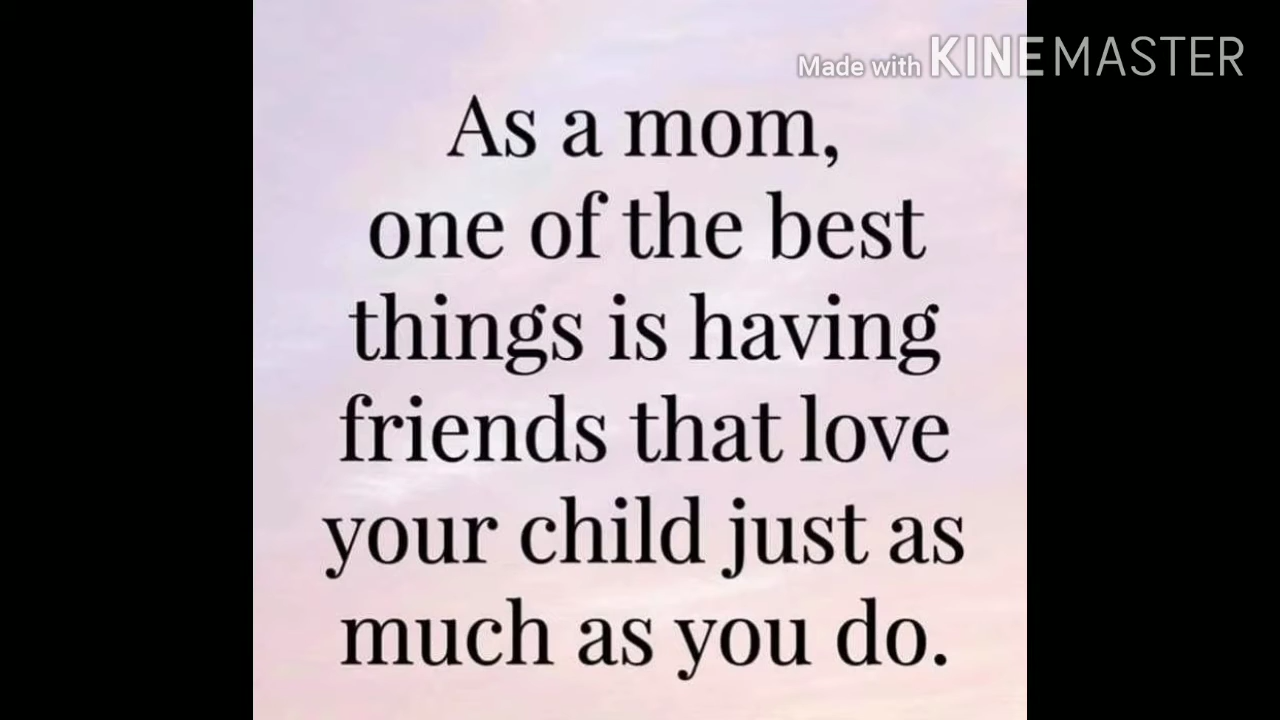 Made with KINEMASTER
As a mom,
one of the best
things is having
friends that love
your child just as
much as you do.